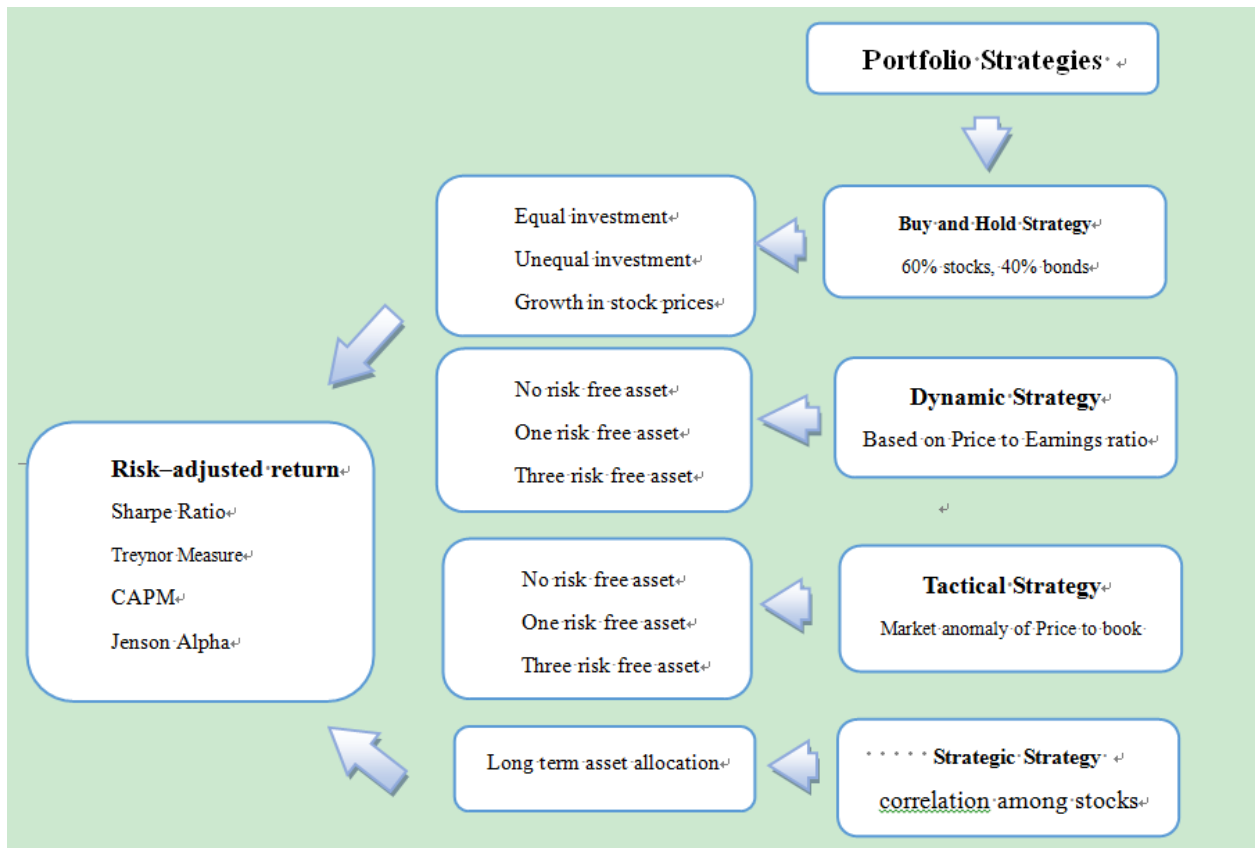 Portfolio Strategies
Buy and Hold Strategy
60% stocks, 40% bonds
Equal investment
Unequal investment
Growth in stock prices
Dynamic Strategy
Based on Price to Earnings ratio
No risk free asset
One risk free asset
Three risk free asset
Tactical Strategy
Market anomaly of Price to book
No risk free asset
One risk free asset
Three risk free asset
Strategic Strategy
correlation among stocks
Long term asset allocation
Risk–adjusted return
Sharpe Ratio
Treynor Measure
CAPM
Jenson Alpha